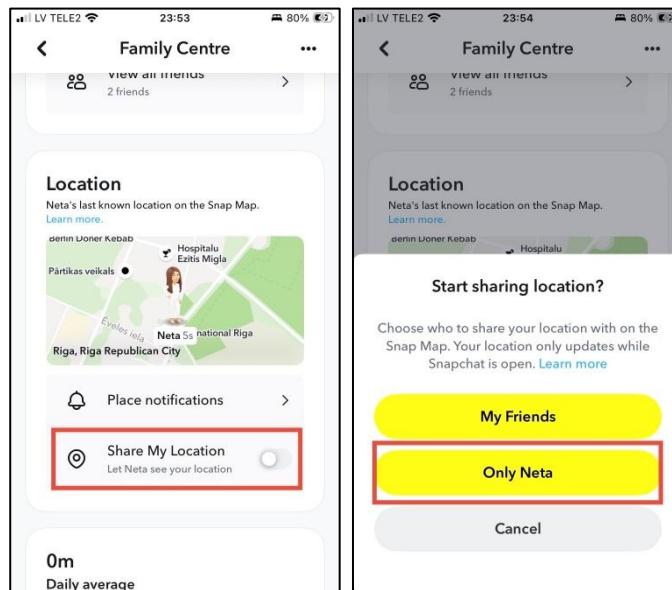 LV TELE2
23:53
80%
Family Centre
View all friends
2 friends
Location
Neta's last known location on the Snap Map.
Learn more.
Berlin Doner Kebab
Hospitalu
Ezitis Migla
Pārtikas veikals
Ēveles iela
Neta 5s
national Riga
Riga, Riga Republican City
Place notifications
Share My Location
Let Neta see your location
0m
Daily average
LV TELE2
23:54
80%
Family Centre
View all friends
2 friends
Location
Neta's last known location on the Snap Map.
Learn more.
Berlin Doner Kebab
Hospitalu
Start sharing location?
Choose who to share your location with on the
Snap Map. Your location only updates while
Snapchat is open. Learn more
My Friends
Only Neta
Cancel